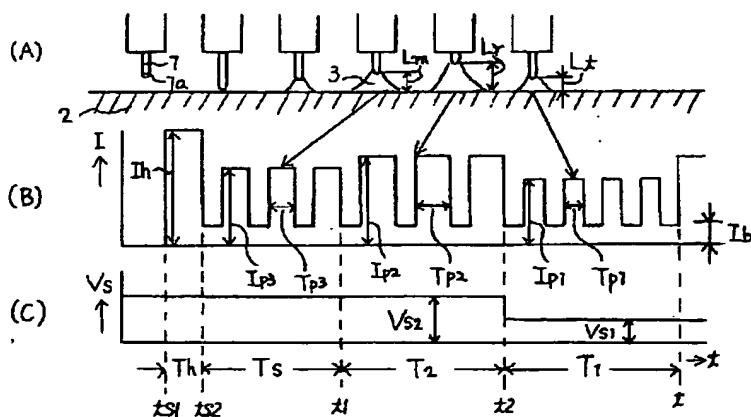 (A)
7
7a
3
Lm
Lr
Lt
2
I
Ih
(B)
Ip3
Tp3
Ip2
Tp2
Ip1
Tp1
Ib
Vs
(C)
Vs2
Vs1
Th
Ts
T2
T1
t
ts1
ts2
t1
t2
t